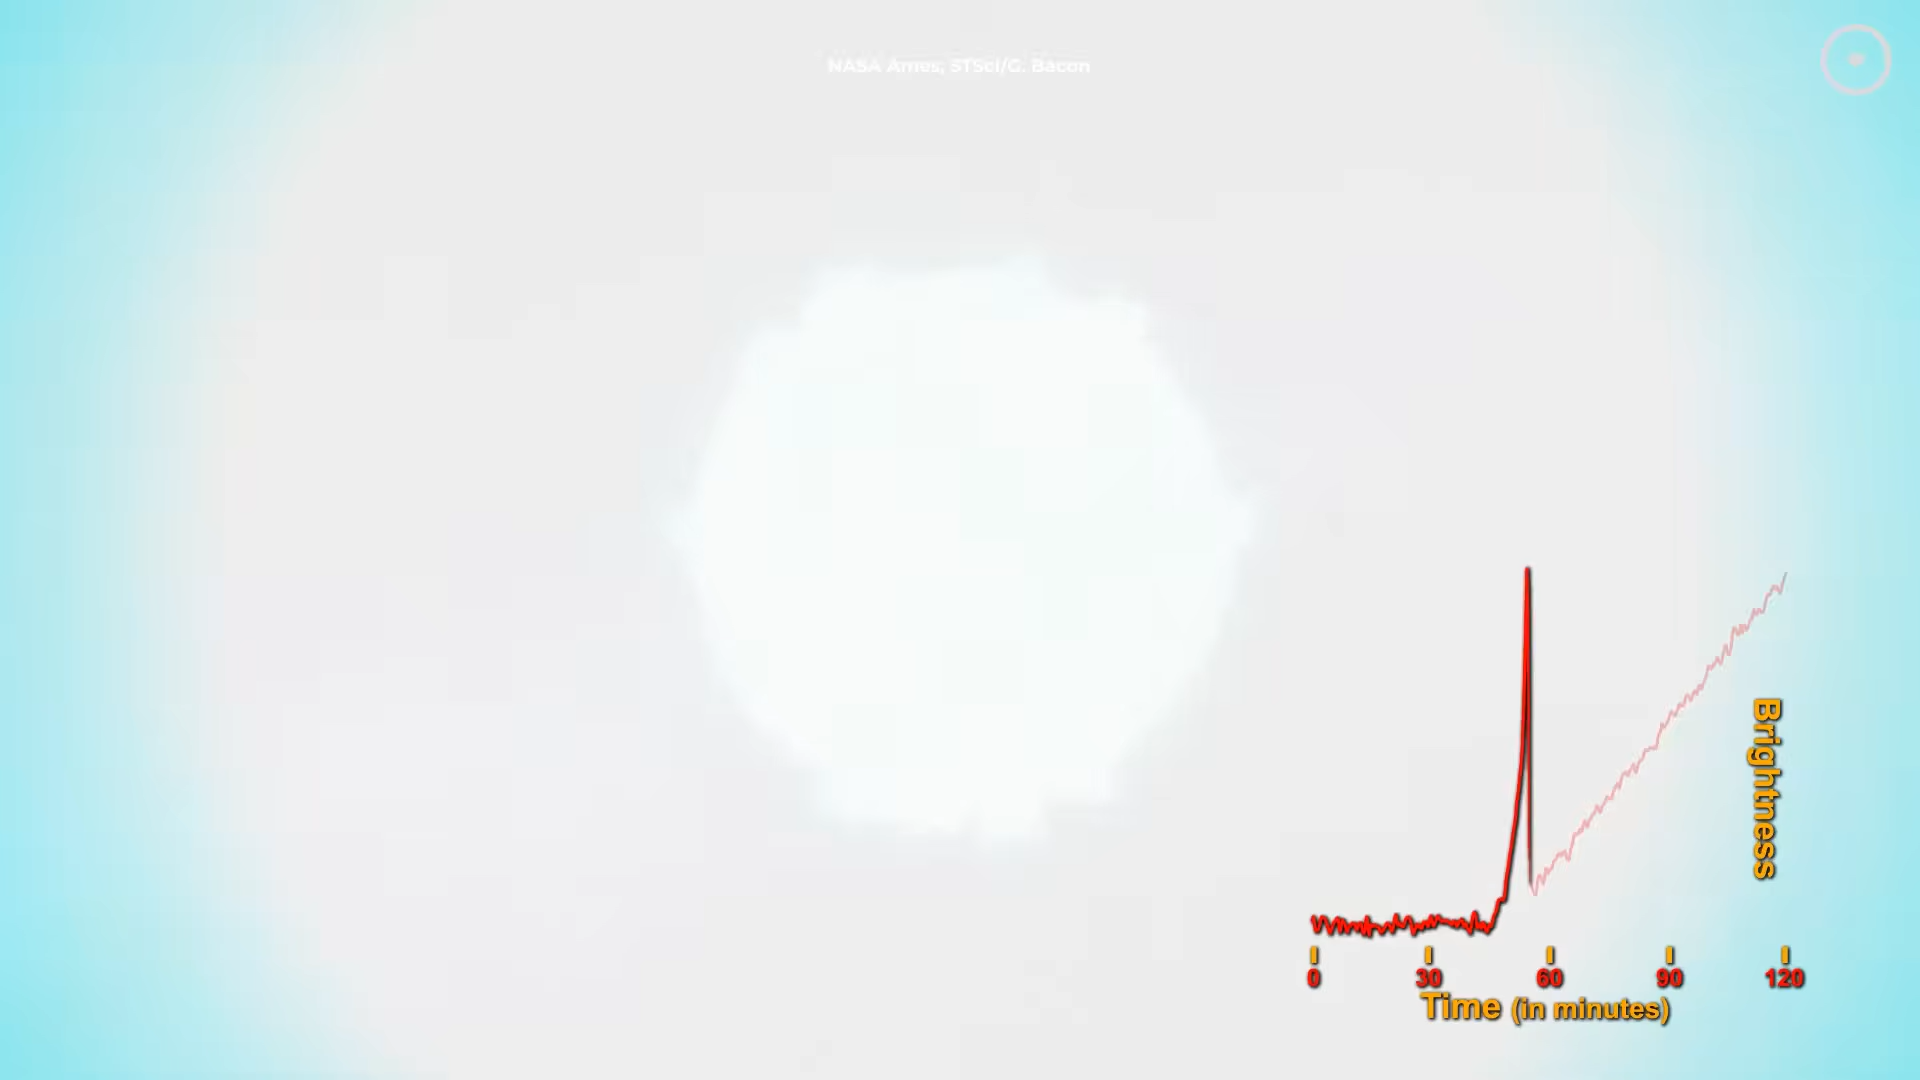 NASA Ames, STScI/G. Bacon
Brightness
0 30 60 90 120
Time (in minutes)